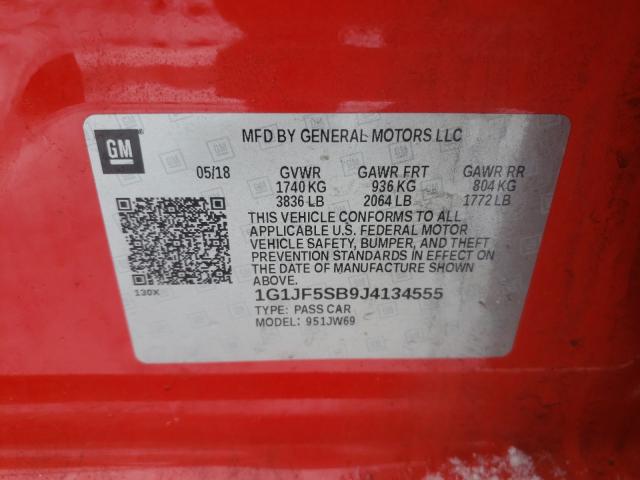 GM
MFD BY GENERAL MOTORS LLC
05/18 GVWR GAWR FRT GAWR RR
1740 KG 936 KG 804 KG
3836 LB 2064 LB 1772 LB
THIS VEHICLE CONFORMS TO ALL
APPLICABLE U.S. FEDERAL MOTOR
VEHICLE SAFETY, BUMPER, AND THEFT
PREVENTION STANDARDS IN EFFECT ON
THE DATE OF MANUFACTURE SHOWN
ABOVE.
130X
1G1JF5SB9J4134555
TYPE: PASS CAR
MODEL: 951JW69